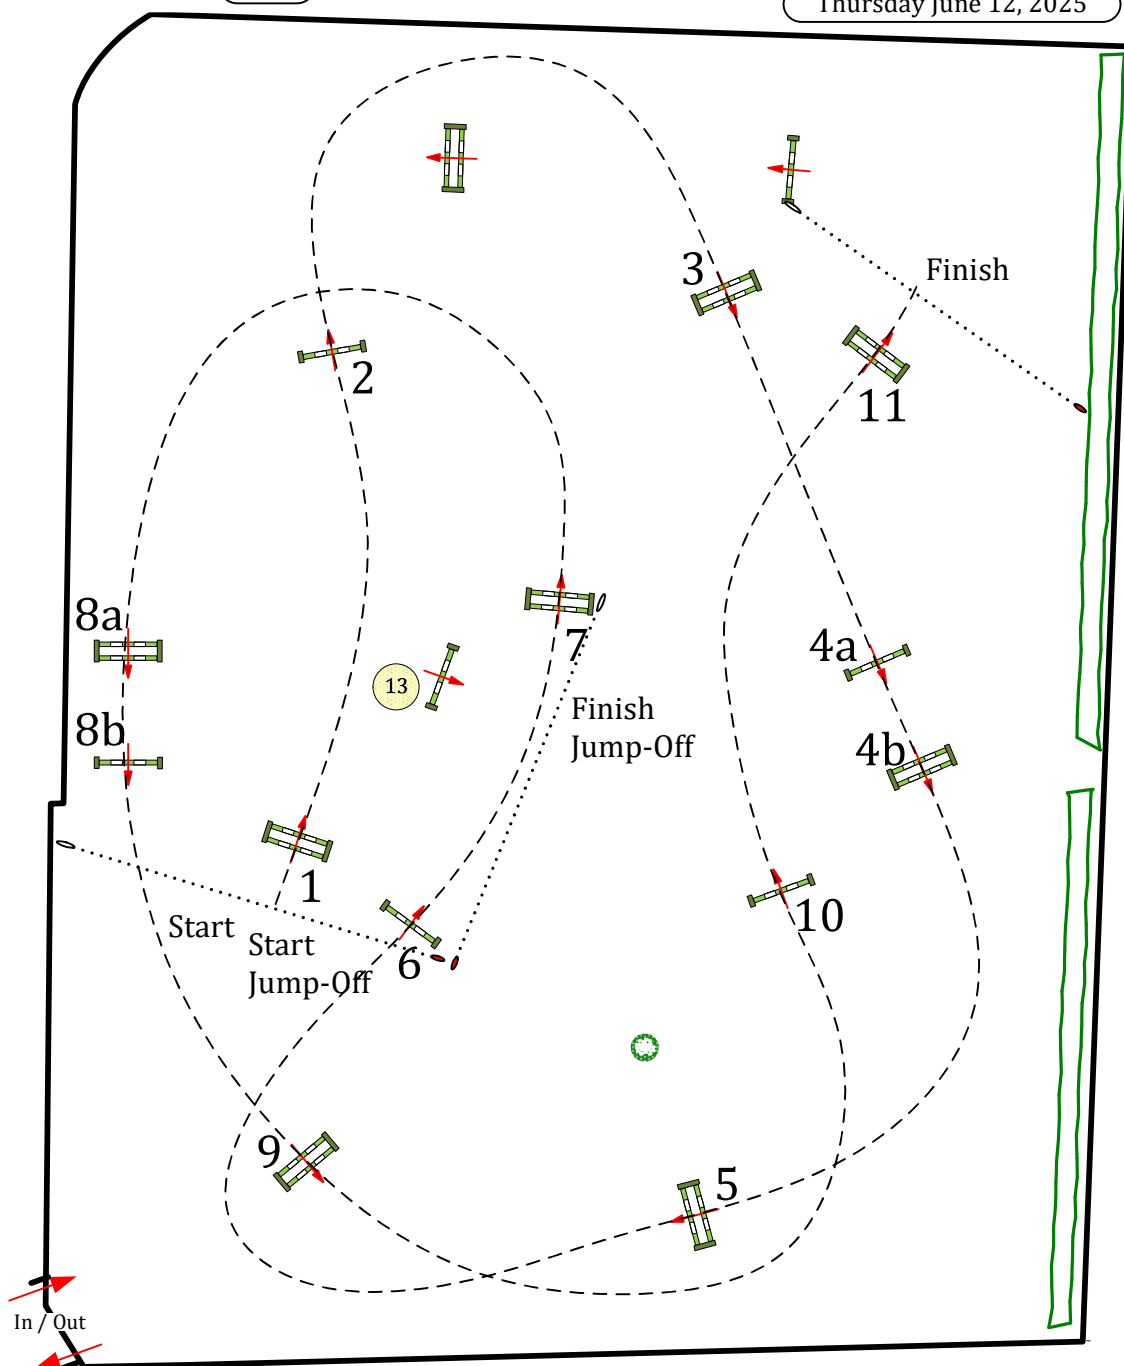 Thursday June 12, 2025
Finish
3
2
11
8a
7
4a
13
8b
Finish
Jump-Off
4b
1
10
Start
Start
Jump-Off
6
9
5
In / Out